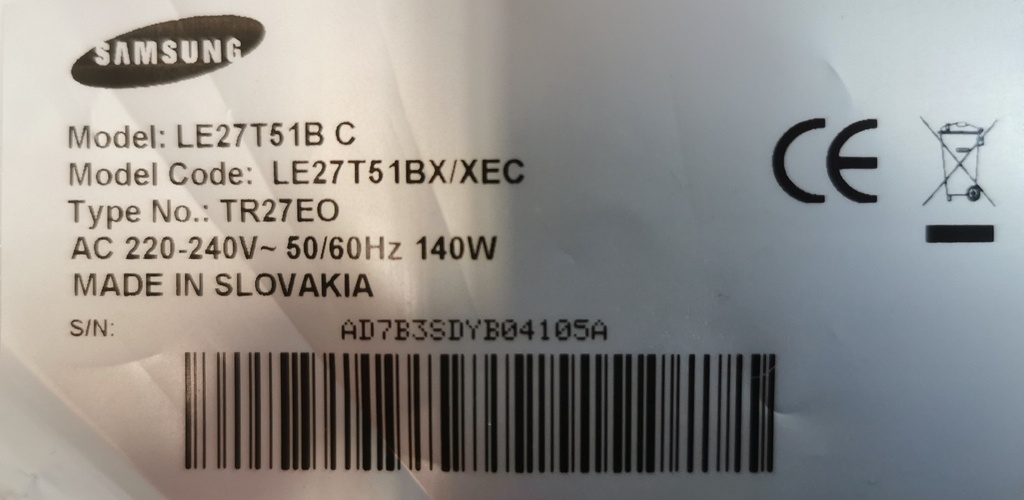 SAMSUNG
Model: LE27T51B C
Model Code: LE27T51BX/XEC
Type No.: TR27EO
AC 220-240V~ 50/60Hz 140W
MADE IN SLOVAKIA
S/N: AD7B3SDYB04105A
CE